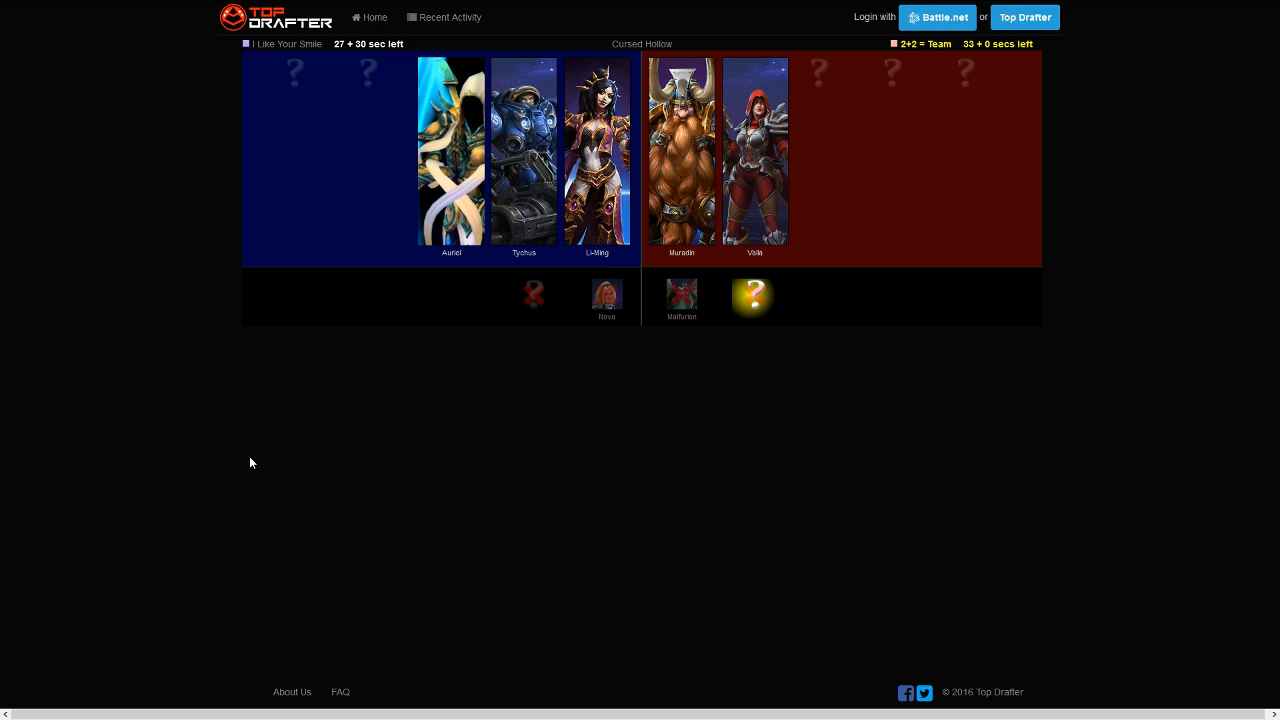 TOP DRAFTER
Home
Recent Activity
Login with Battle.net or Top Drafter
I Like Your Smile 27 + 30 sec left
Cursed Hollow
2+2 = Team 33 + 0 secs left
? ? ? ? ?
Auriel Tychus Li-Ming Muradin Valla
? ?
Nova Malfurion
About Us FAQ
© 2016 Top Drafter